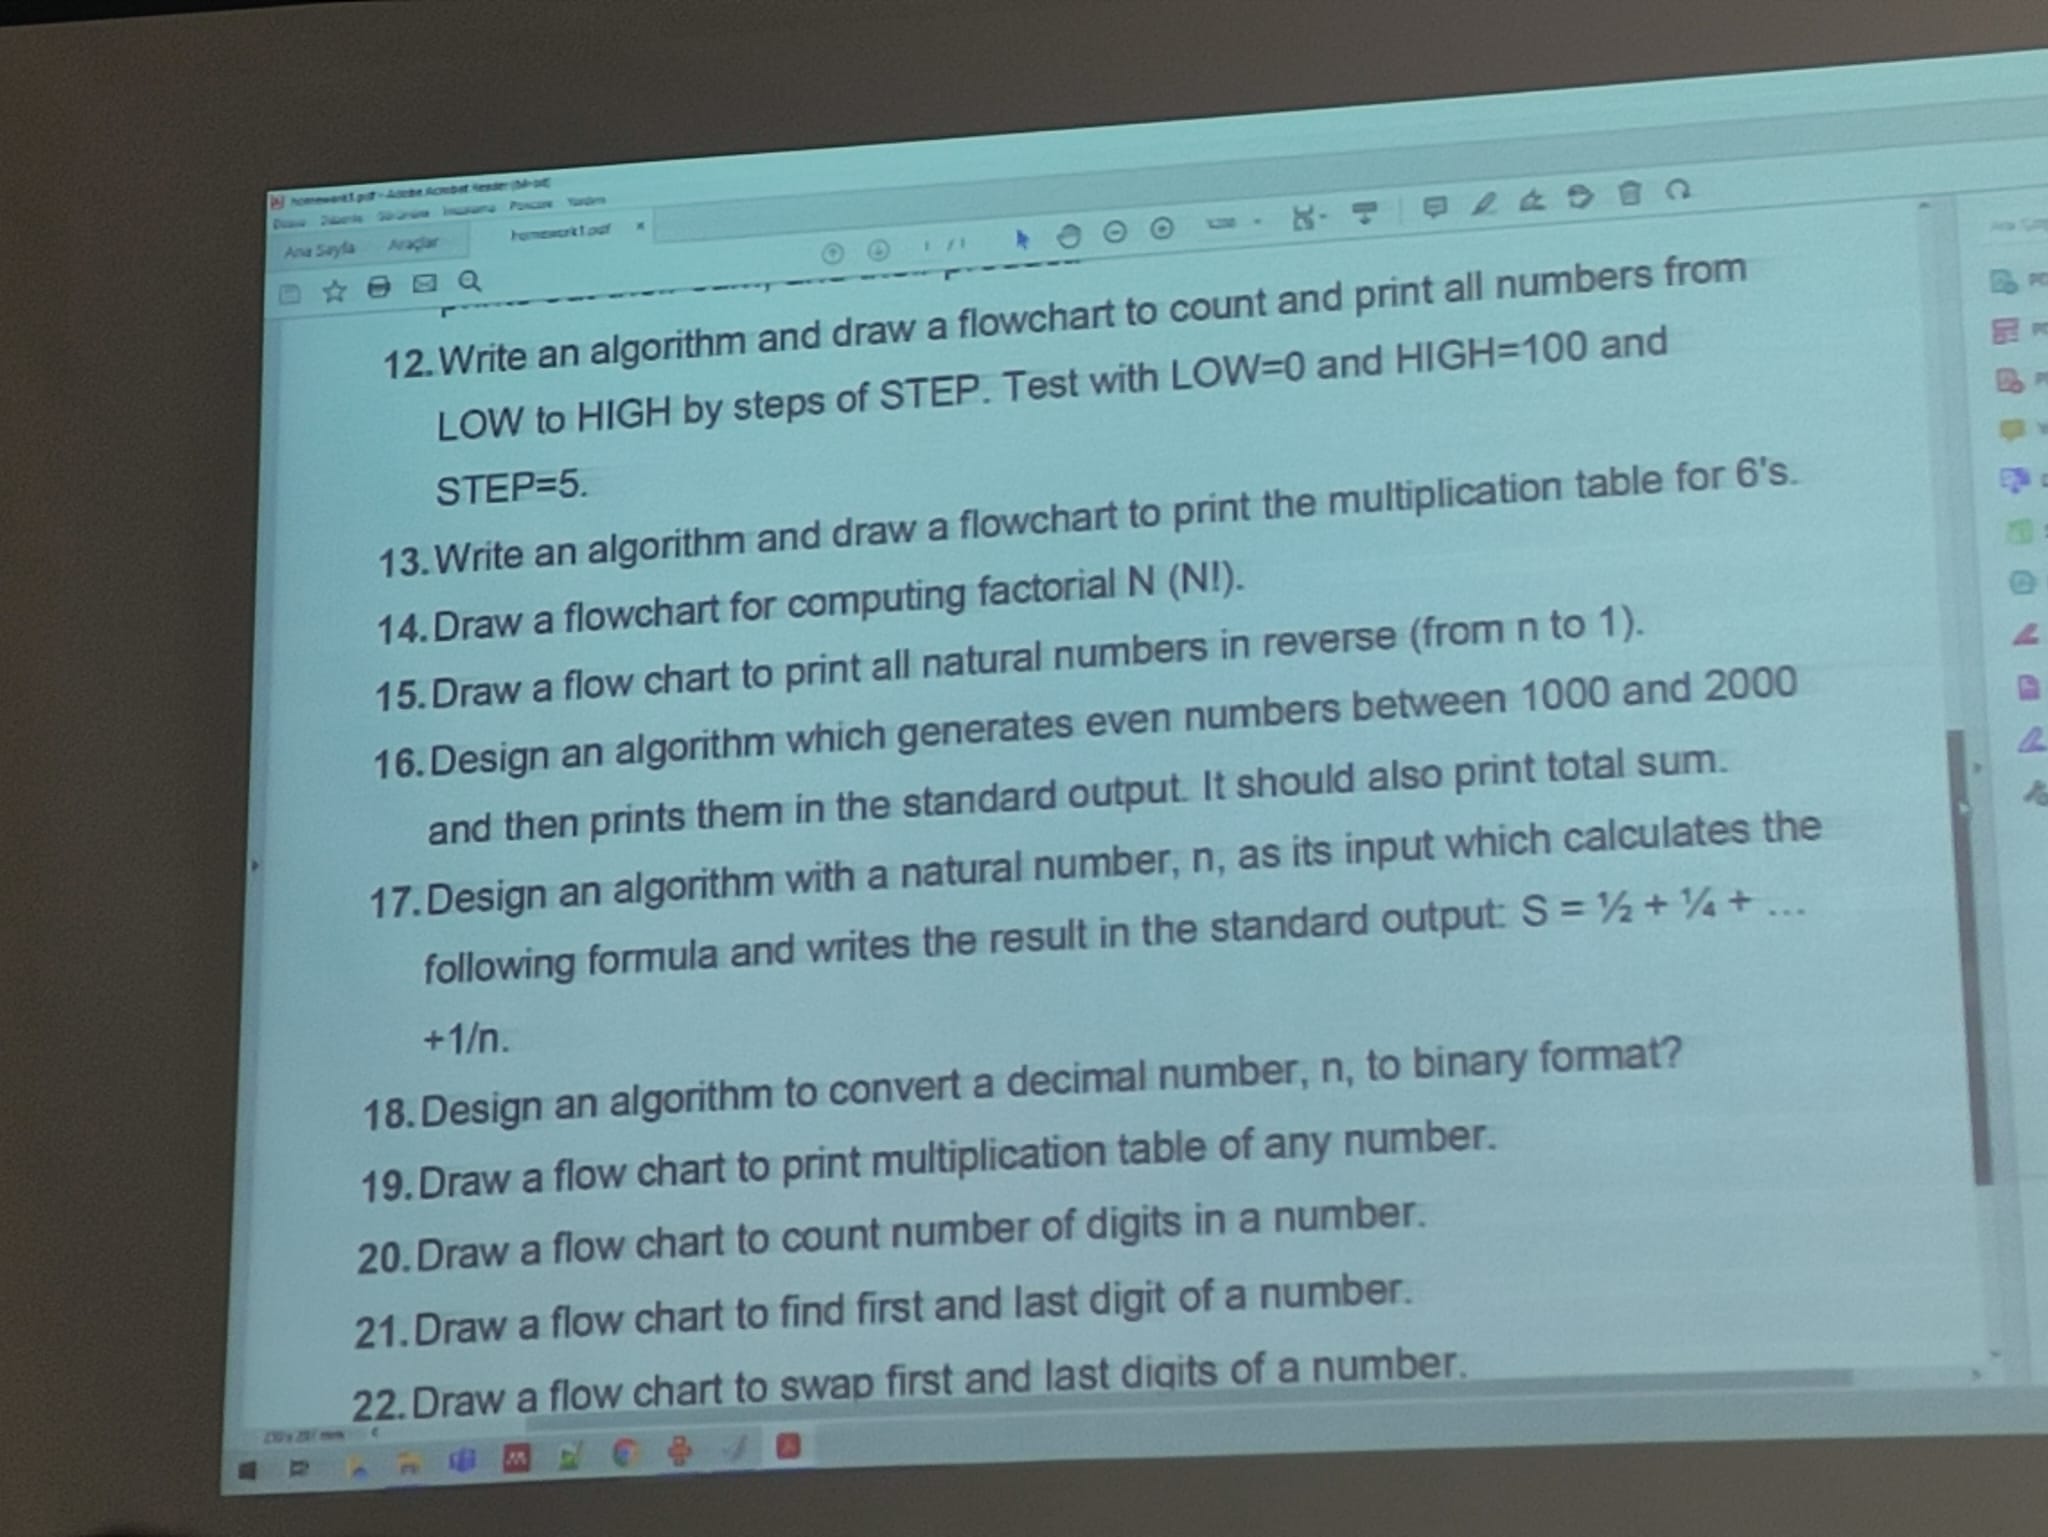 homework1.pdf - Adobe Acrobat Reader (64-bit)
Ana Sayfa Araçlar homework1.pdf x
1 / 1
12. Write an algorithm and draw a flowchart to count and print all numbers from
LOW to HIGH by steps of STEP. Test with LOW=0 and HIGH=100 and
STEP=5.
13. Write an algorithm and draw a flowchart to print the multiplication table for 6's.
14. Draw a flowchart for computing factorial N (N!).
15. Draw a flow chart to print all natural numbers in reverse (from n to 1).
16. Design an algorithm which generates even numbers between 1000 and 2000
and then prints them in the standard output. It should also print total sum.
17. Design an algorithm with a natural number, n, as its input which calculates the
following formula and writes the result in the standard output: S = ½ + ¼ + ...
+1/n.
18. Design an algorithm to convert a decimal number, n, to binary format?
19. Draw a flow chart to print multiplication table of any number.
20. Draw a flow chart to count number of digits in a number.
21. Draw a flow chart to find first and last digit of a number.
22. Draw a flow chart to swap first and last digits of a number.